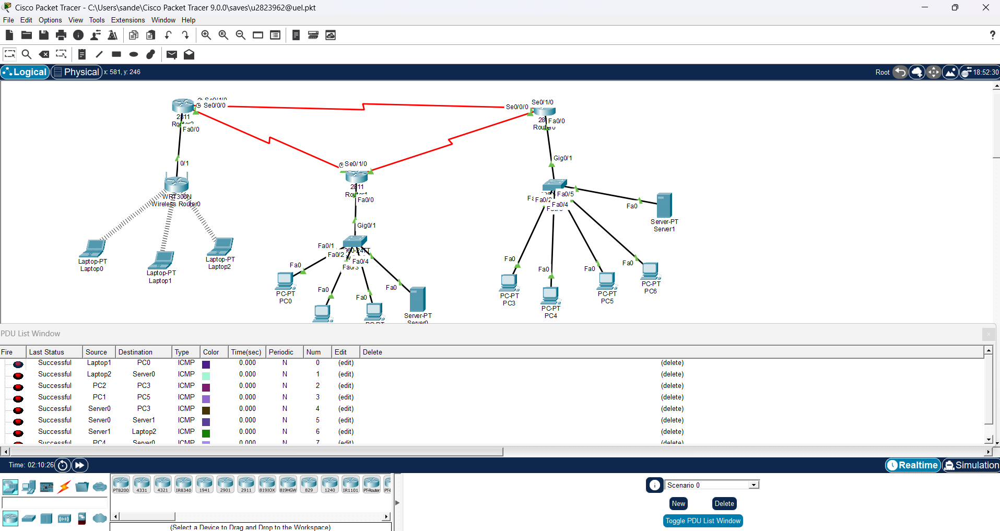 Cisco Packet Tracer - C:\Users\sande\Cisco Packet Tracer 9.0.0\saves\u2823962@uel.pkt
File Edit Options View Tools Extensions Window Help
?
Logical Physical x: 581, y: 246 Root 18:52:30
Se0/1/0
Se0/0/0
2811
Fa0/0
0/1
WRT300N
Wireless Router0
Laptop-PT
Laptop0
Laptop-PT
Laptop1
Laptop-PT
Laptop2
Se0/1/0
2811
Router1
Fa0/0
Gig0/1
Fa0/1
Fa0/2
Fa0/4
Fa0/3
Fa0
PC-PT
PC0
Fa0
Fa0
PC-PT
Fa0
Server-PT
Server0
Se0/1/0
Se0/0/0
28
Fa0/0
Router0
Gig0/1
Fa0/5
Fa0/2
Fa0/4
Fa0
Server-PT
Server1
Fa0
PC-PT
PC3
Fa0
PC-PT
PC4
Fa0
PC-PT
PC5
Fa0
PC-PT
PC6
PDU List Window
Fire Last Status Source Destination Type Color Time(sec) Periodic Num Edit Delete
Successful Laptop1 PC0 ICMP 0.000 N 0 (edit) (delete)
Successful Laptop2 Server0 ICMP 0.000 N 1 (edit) (delete)
Successful PC2 PC3 ICMP 0.000 N 2 (edit) (delete)
Successful PC1 PC5 ICMP 0.000 N 3 (edit) (delete)
Successful Server0 PC3 ICMP 0.000 N 4 (edit) (delete)
Successful Server0 Server1 ICMP 0.000 N 5 (edit) (delete)
Successful Server1 Laptop2 ICMP 0.000 N 6 (edit) (delete)
Successful PC4 Server0 ICMP 0.000 N 7 (edit) (delete)
Time: 02:10:26 Realtime Simulation
PT8200 4331 4321 IR8340 1941 2901 2911 819IOX 819HGW 829 1240 IR1101 PT-Router
Scenario 0
New Delete
Toggle PDU List Window
(Select a Device to Drag and Drop to the Workspace)